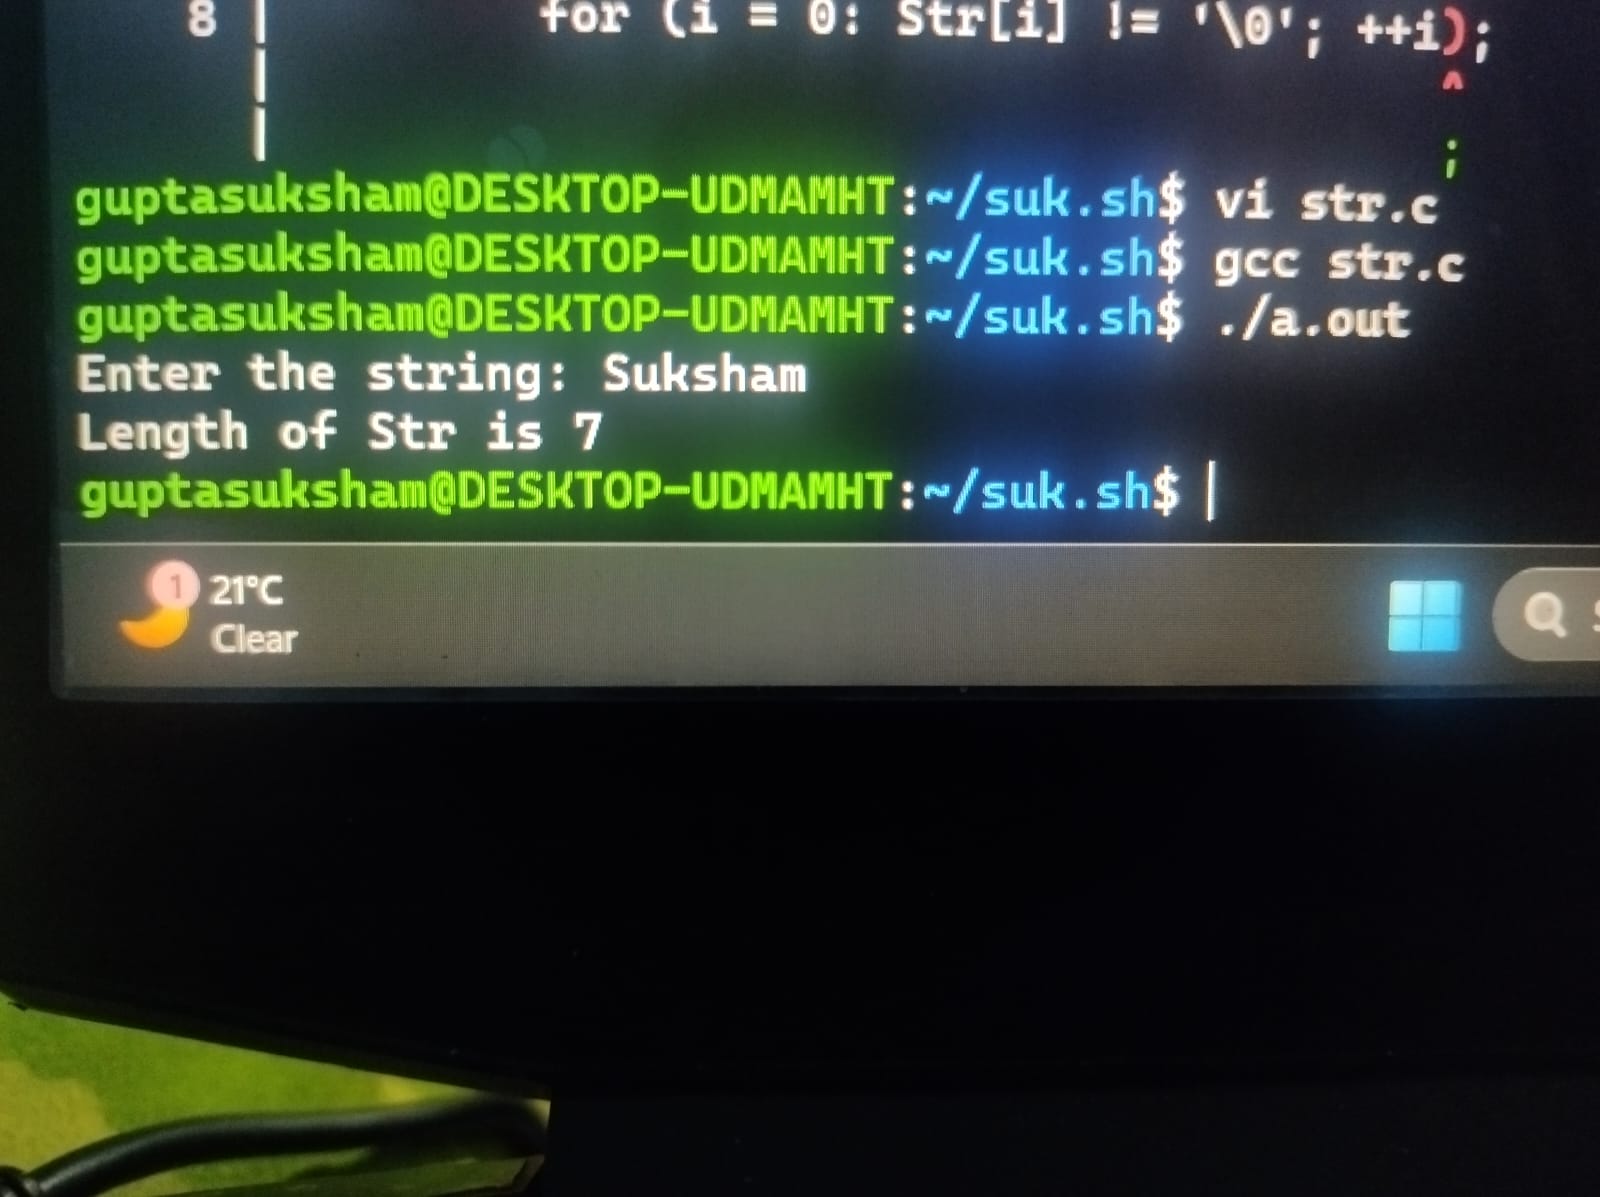 8 | for (i = 0: Str[i] != '\0'; ++i);
| ^
| ;
guptasuksham@DESKTOP-UDMAMHT:~/suk.sh$ vi str.c
guptasuksham@DESKTOP-UDMAMHT:~/suk.sh$ gcc str.c
guptasuksham@DESKTOP-UDMAMHT:~/suk.sh$ ./a.out
Enter the string: Suksham
Length of Str is 7
guptasuksham@DESKTOP-UDMAMHT:~/suk.sh$
1 21°C
Clear